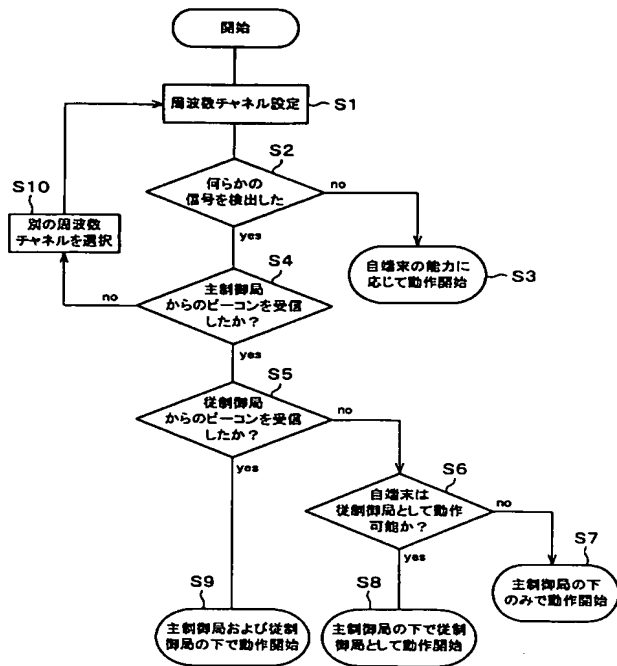 開始
周波数チャネル設定
S1
S2
何らかの
信号を検出した
no
yes
S10
別の周波数
チャネルを選択
自端末の能力に
応じて動作開始
S3
S4
主制御局
からのビーコンを受信
したか？
no
yes
S5
従制御局
からのビーコンを受信
したか？
no
yes
S6
自端末は
従制御局として動作
可能か？
no
yes
S7
主制御局の下
のみで動作開始
S9
主制御局および従制
御局の下で動作開始
S8
主制御局の下で従制
御局として動作開始